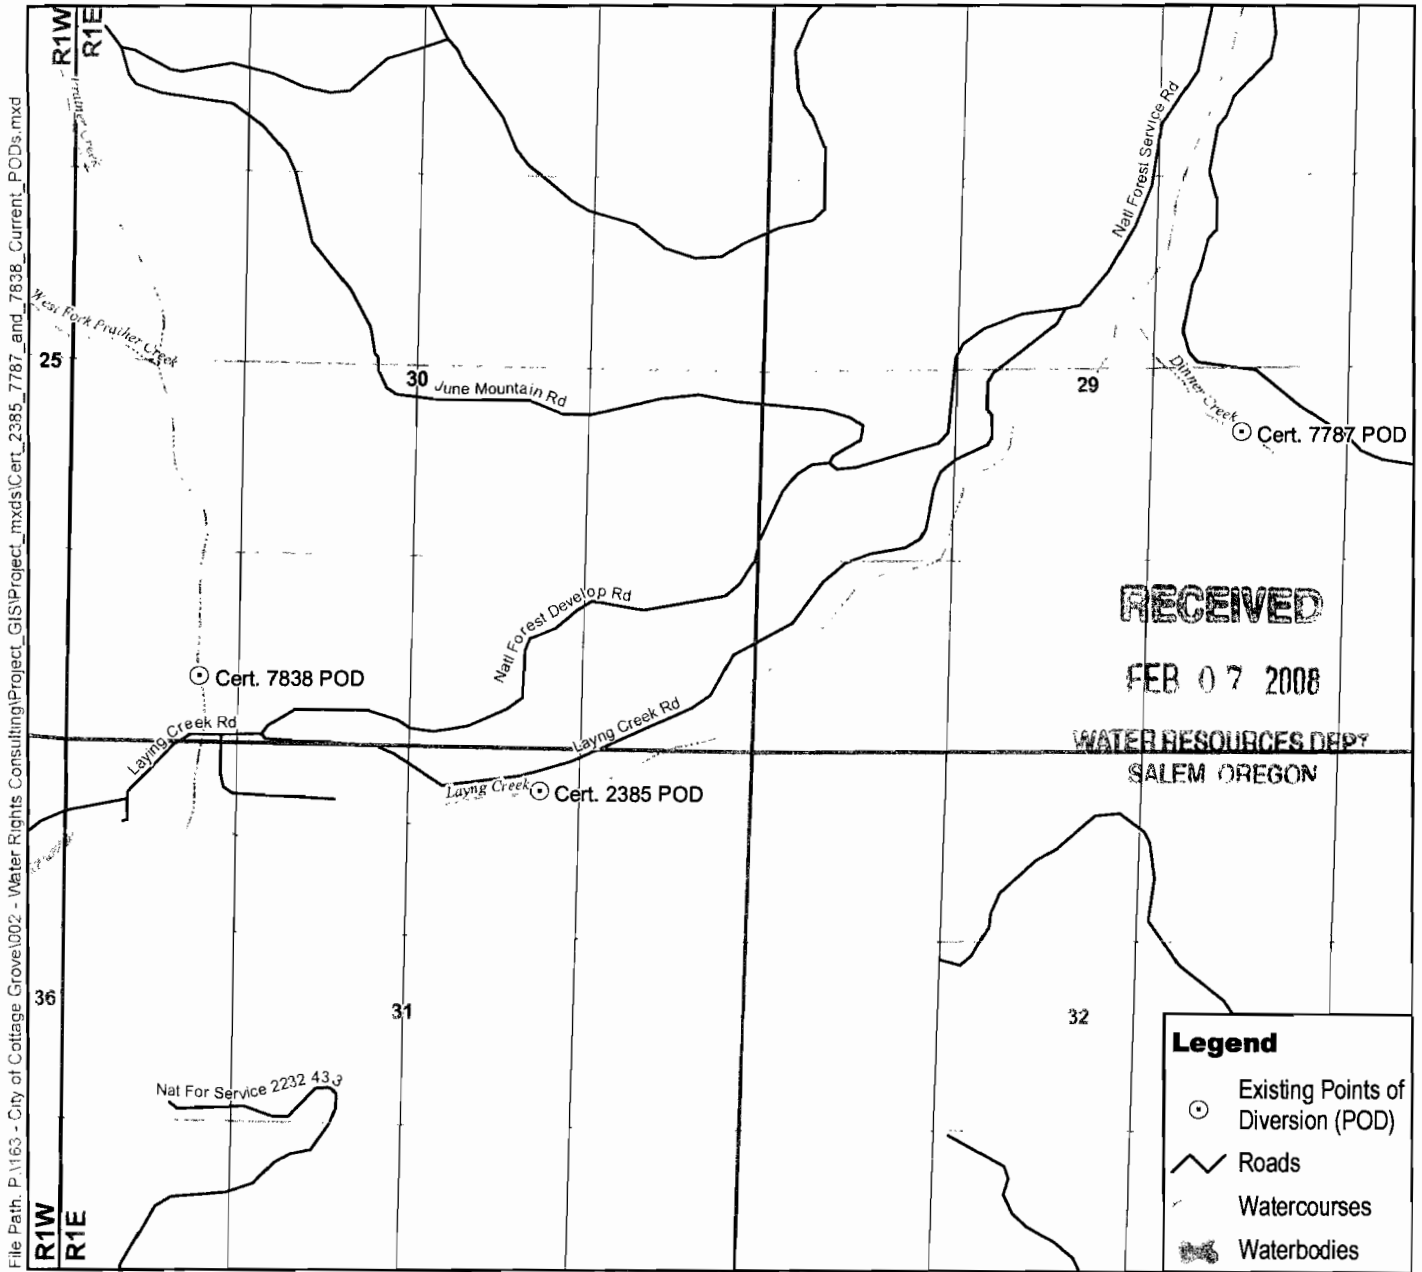 R1W
R1E
File Path. P.\163 - City of Cottage Grove\002 - Water Rights Consulting\Project_GIS\Project_mxds\Cert_2385_7787_and_7838_Current_PODs.mxd
Creek
Natl Forest Service Rd
West Fork Prather Creek
25
30
June Mountain Rd
29
Dinner Creek
Cert. 7787 POD
Natl Forest Develop Rd
RECEIVED
FEB 07 2008
WATER RESOURCES DEPT
SALEM OREGON
Cert. 7838 POD
Laying Creek Rd
Layng Creek Rd
Layng Creek
Cert. 2385 POD
36
31
32
Nat For Service 2232 433
Legend
Existing Points of
Diversion (POD)
Roads
Watercourses
Waterbodies
R1W
R1E